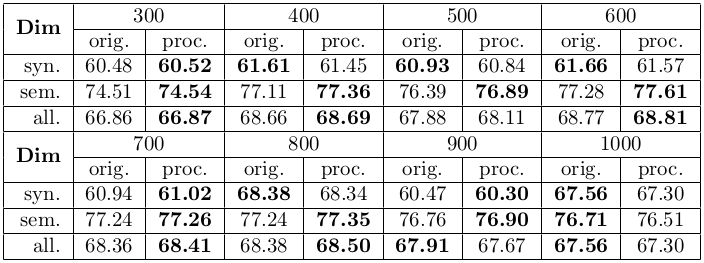 Dim 300 400 500 600
orig. proc. orig. proc. orig. proc. orig. proc.
syn. 60.48 60.52 61.61 61.45 60.93 60.84 61.66 61.57
sem. 74.51 74.54 77.11 77.36 76.39 76.89 77.28 77.61
all. 66.86 66.87 68.66 68.69 67.88 68.11 68.77 68.81
Dim 700 800 900 1000
orig. proc. orig. proc. orig. proc. orig. proc.
syn. 60.94 61.02 68.38 68.34 60.47 60.30 67.56 67.30
sem. 77.24 77.26 77.24 77.35 76.76 76.90 76.71 76.51
all. 68.36 68.41 68.38 68.50 67.91 67.67 67.56 67.30